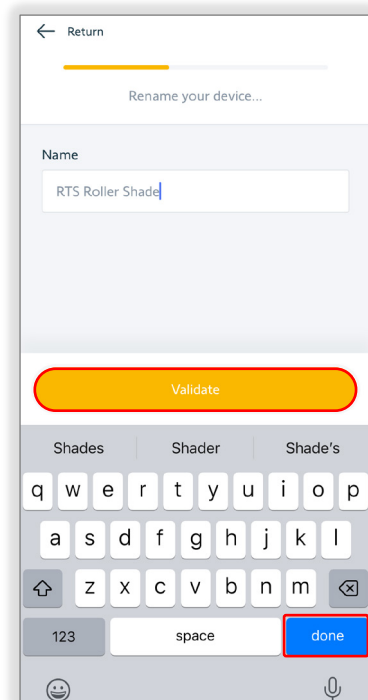 Return
Rename your device...
Name
RTS Roller Shade
Validate
Shades Shader Shade's
q w e r t y u i o p
a s d f g h j k l
z x c v b n m
123 space done